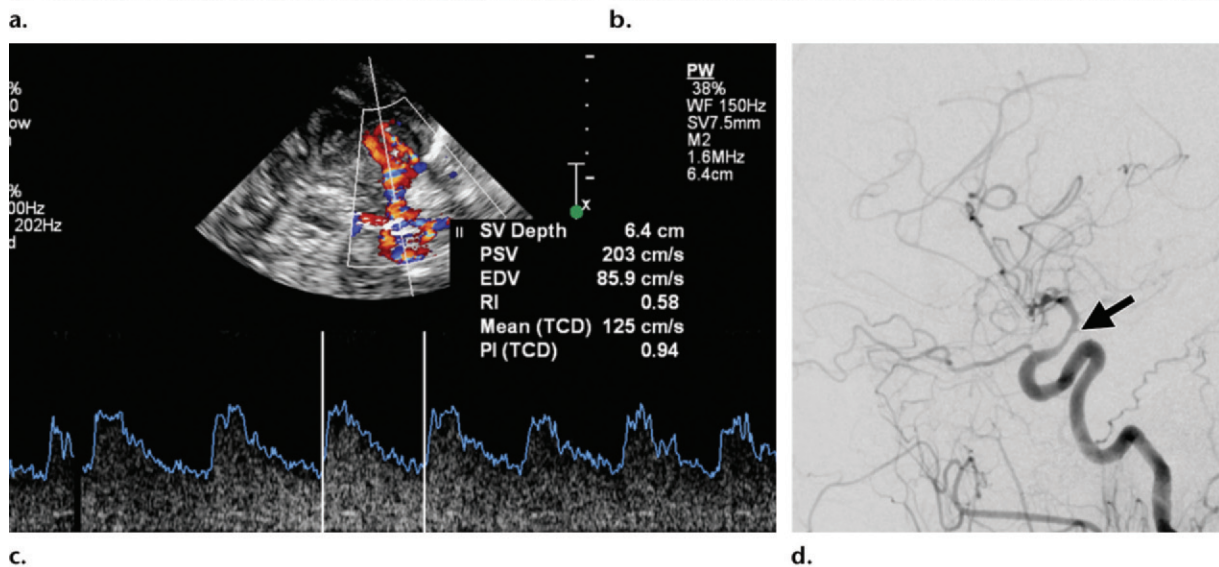 a.
b.
%
0
ow
%
00Hz
202Hz
d
PW
38%
WF 150Hz
SV7.5mm
M2
1.6MHz
6.4cm
x
II
SV Depth 6.4 cm
PSV 203 cm/s
EDV 85.9 cm/s
RI 0.58
Mean (TCD) 125 cm/s
PI (TCD) 0.94
c.
d.